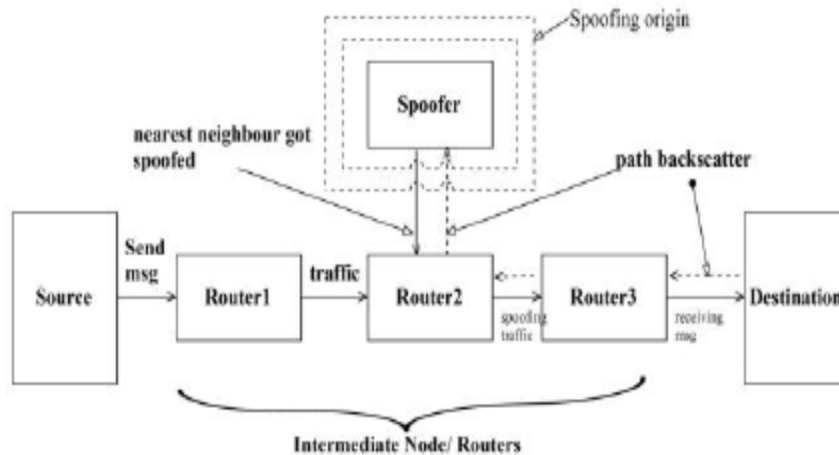 Spoofing origin
Spoofer
nearest neighbour got
spoofed
path backscatter
Send
msg
traffic
Source
Router1
Router2
Router3
Destination
spoofing
traffic
receiving
msg
Intermediate Node/ Routers